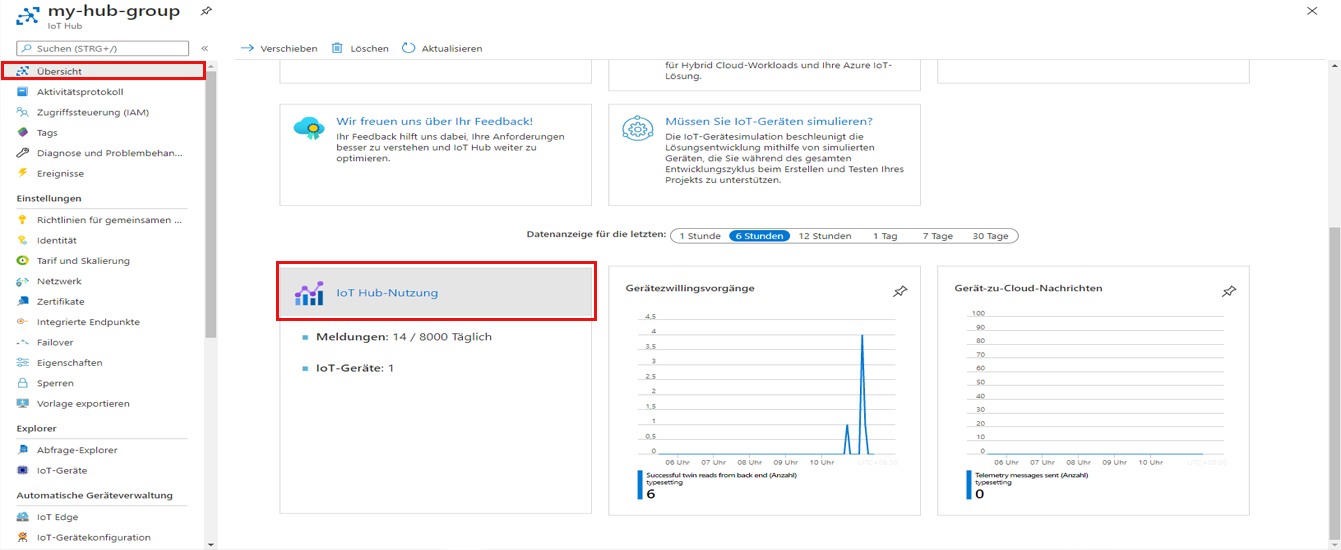 my-hub-group
IoT Hub
Suchen (STRG+/)
«
Übersicht
Aktivitätsprotokoll
Zugriffssteuerung (IAM)
Tags
Diagnose und Problembehan...
Ereignisse
Einstellungen
Richtlinien für gemeinsamen ...
Identität
Tarif und Skalierung
Netzwerk
Zertifikate
Integrierte Endpunkte
Failover
Eigenschaften
Sperren
Vorlage exportieren
Explorer
Abfrage-Explorer
IoT-Geräte
Automatische Geräteverwaltung
IoT Edge
IoT-Gerätekonfiguration
Verschieben
Löschen
Aktualisieren
für Hybrid Cloud-Workloads und Ihre Azure IoT-
Lösung.
Wir freuen uns über Ihr Feedback!
Ihr Feedback hilft uns dabei, Ihre Anforderungen
besser zu verstehen und IoT Hub weiter zu
optimieren.
Müssen Sie IoT-Geräten simulieren?
Die IoT-Gerätesimulation beschleunigt die
Lösungsentwicklung mithilfe von simulierten
Geräten, die Sie während des gesamten
Entwicklungszyklus beim Erstellen und Testen Ihres
Projekts zu unterstützen.
Datenanzeige für die letzten:
1 Stunde
6 Stunden
12 Stunden
1 Tag
7 Tage
30 Tage
IoT Hub-Nutzung
Meldungen: 14 / 8000 Täglich
IoT-Geräte: 1
Gerätezwillingsvorgänge
4,5
4
3,5
3
2,5
2
1,5
1
0,5
0
06 Uhr
07 Uhr
08 Uhr
09 Uhr
10 Uhr
UTC+05:30
Successful twin reads from back end (Anzahl)
typesetting
6
Gerät-zu-Cloud-Nachrichten
100
90
80
70
60
50
40
30
20
10
0
06 Uhr
07 Uhr
08 Uhr
09 Uhr
10 Uhr
UTC+05:30
Telemetry messages sent (Anzahl)
typesetting
0